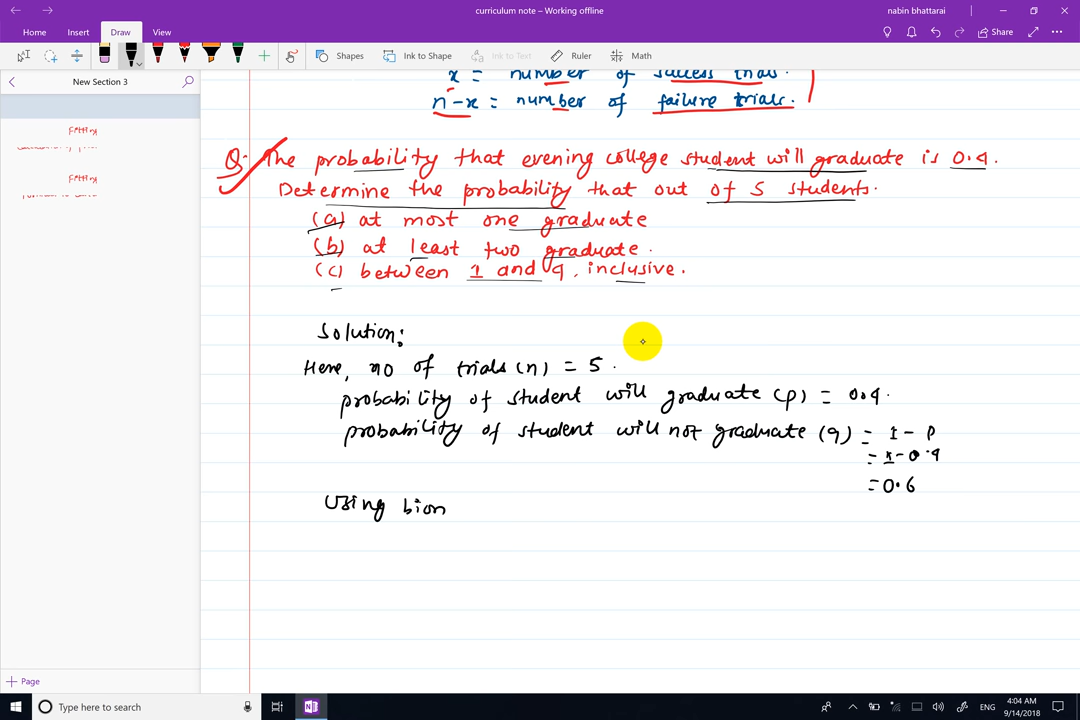 curriculum note – Working offline
nabin bhattarai
Home Insert Draw View
Share
Shapes Ink to Shape Ink to Text Ruler Math
New Section 3
x = number of success trials.
n-x = number of failure trials.
Q. The probability that evening college student will graduate is 0.4.
Determine the probability that out of 5 students.
(a) at most one graduate
(b) at least two graduate.
(c) between 1 and 4, inclusive.
Solution:
Here, no of trials (n) = 5.
probability of student will graduate (p) = 0.4.
probability of student will not graduate (q) = 1 - p
= 1 - 0.4
= 0.6
Using bion
Page
Type here to search
ENG
4:04 AM
9/14/2018